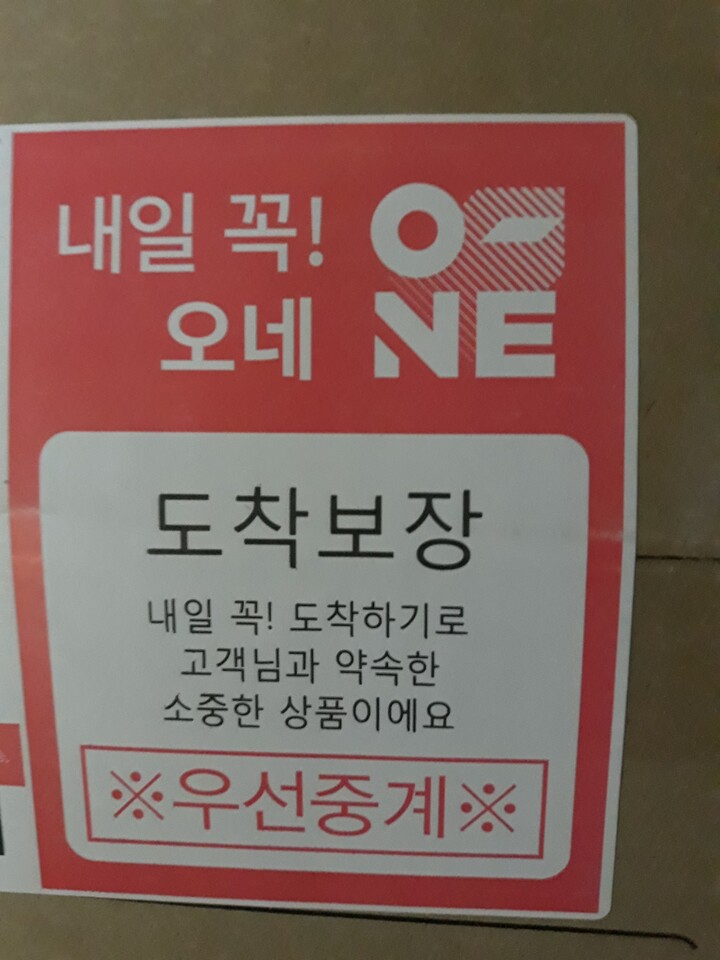 내일 꼭!
오네
O-NE
도착보장
내일 꼭! 도착하기로
고객님과 약속한
소중한 상품이에요
※우선중계※